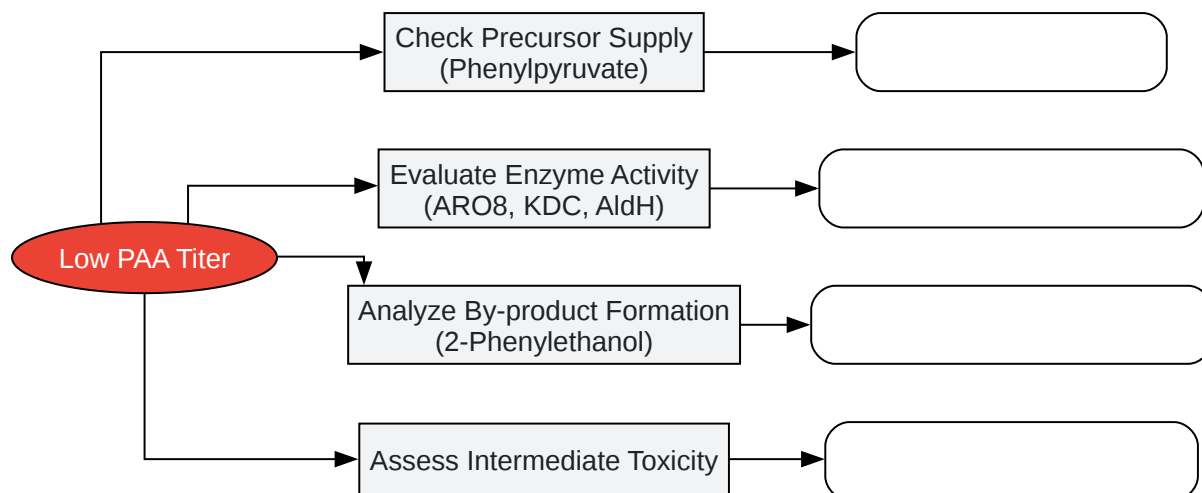 Check Precursor Supply
(Phenylpyruvate)
Evaluate Enzyme Activity
(ARO8, KDC, AldH)
Low PAA Titer
Analyze By-product Formation
(2-Phenylethanol)
Assess Intermediate Toxicity